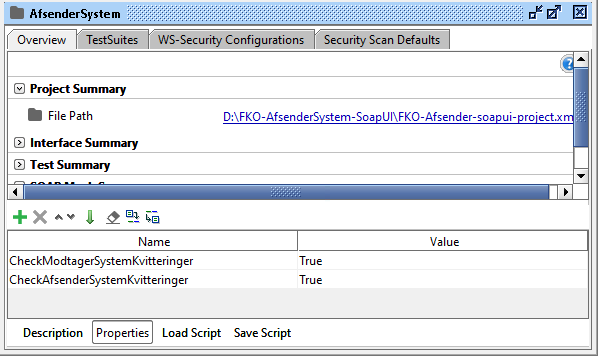 AfsenderSystem
Overview TestSuites WS-Security Configurations Security Scan Defaults
?
Project Summary
File Path D:\FKO-AfsenderSystem-SoapUI\FKO-Afsender-soapui-project.xm
Interface Summary
Test Summary
Name Value
CheckModtagerSystemKvitteringer True
CheckAfsenderSystemKvitteringer True
Description Properties Load Script Save Script